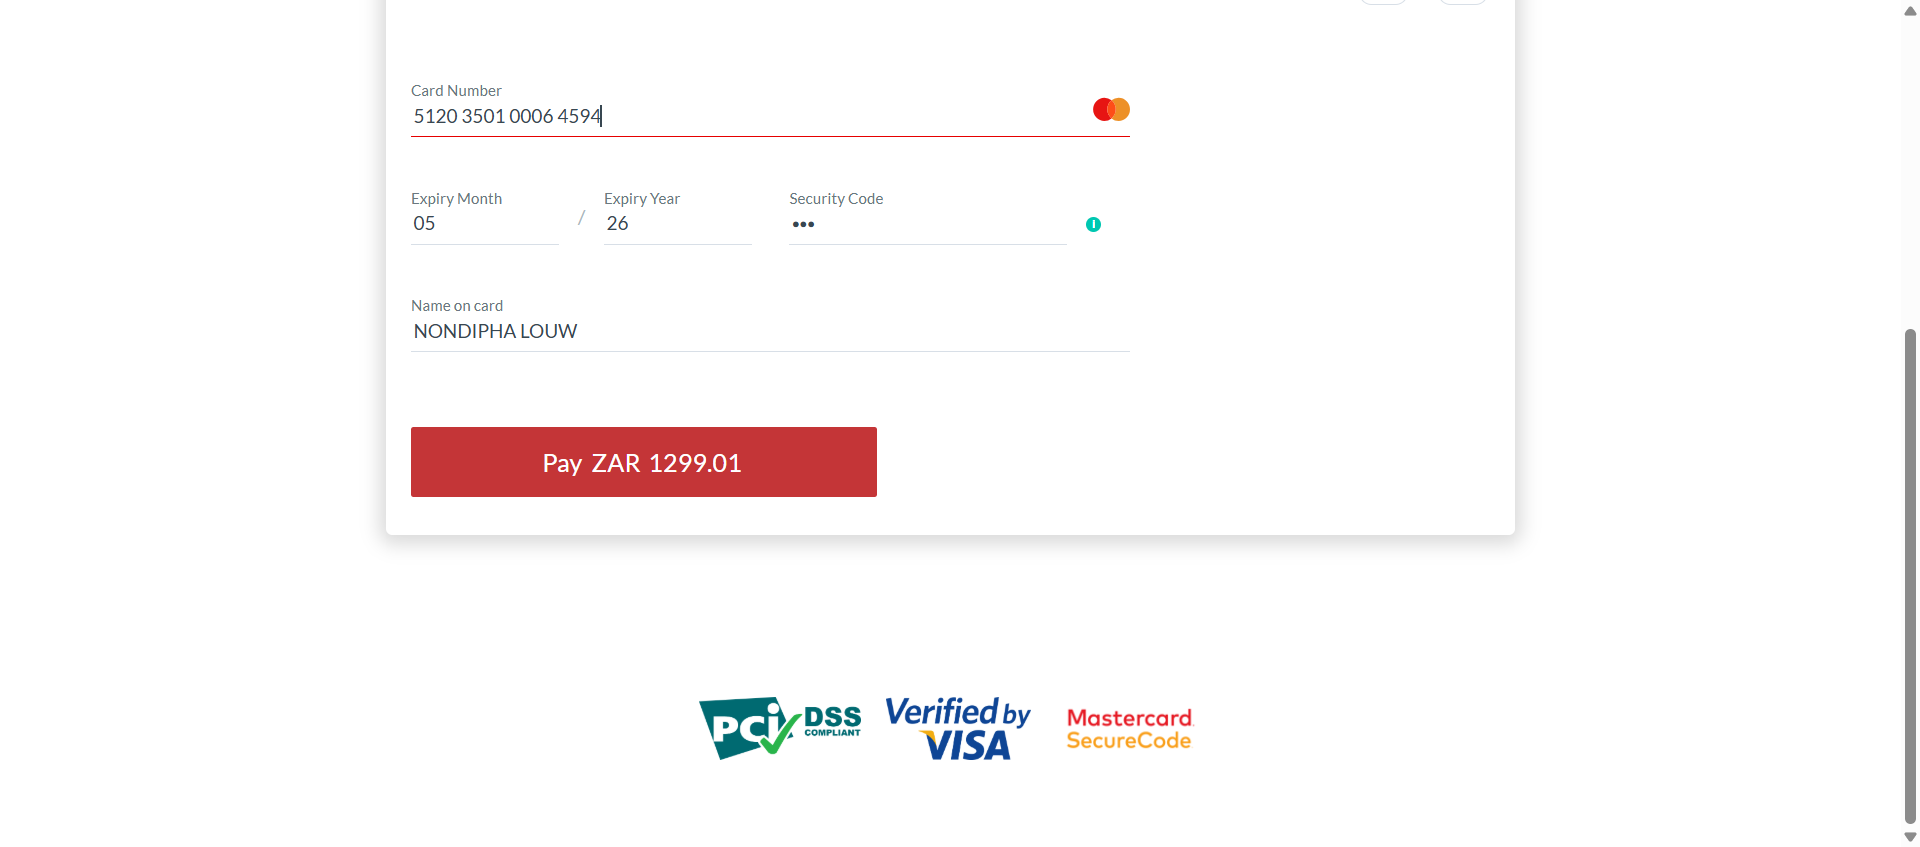 Card Number
5120 3501 0006 4594
Expiry Month / Expiry Year Security Code
05 26 •••
Name on card
NONDIPHA LOUW
Pay ZAR 1299.01
PCi DSS COMPLIANT
Verified by VISA
Mastercard SecureCode